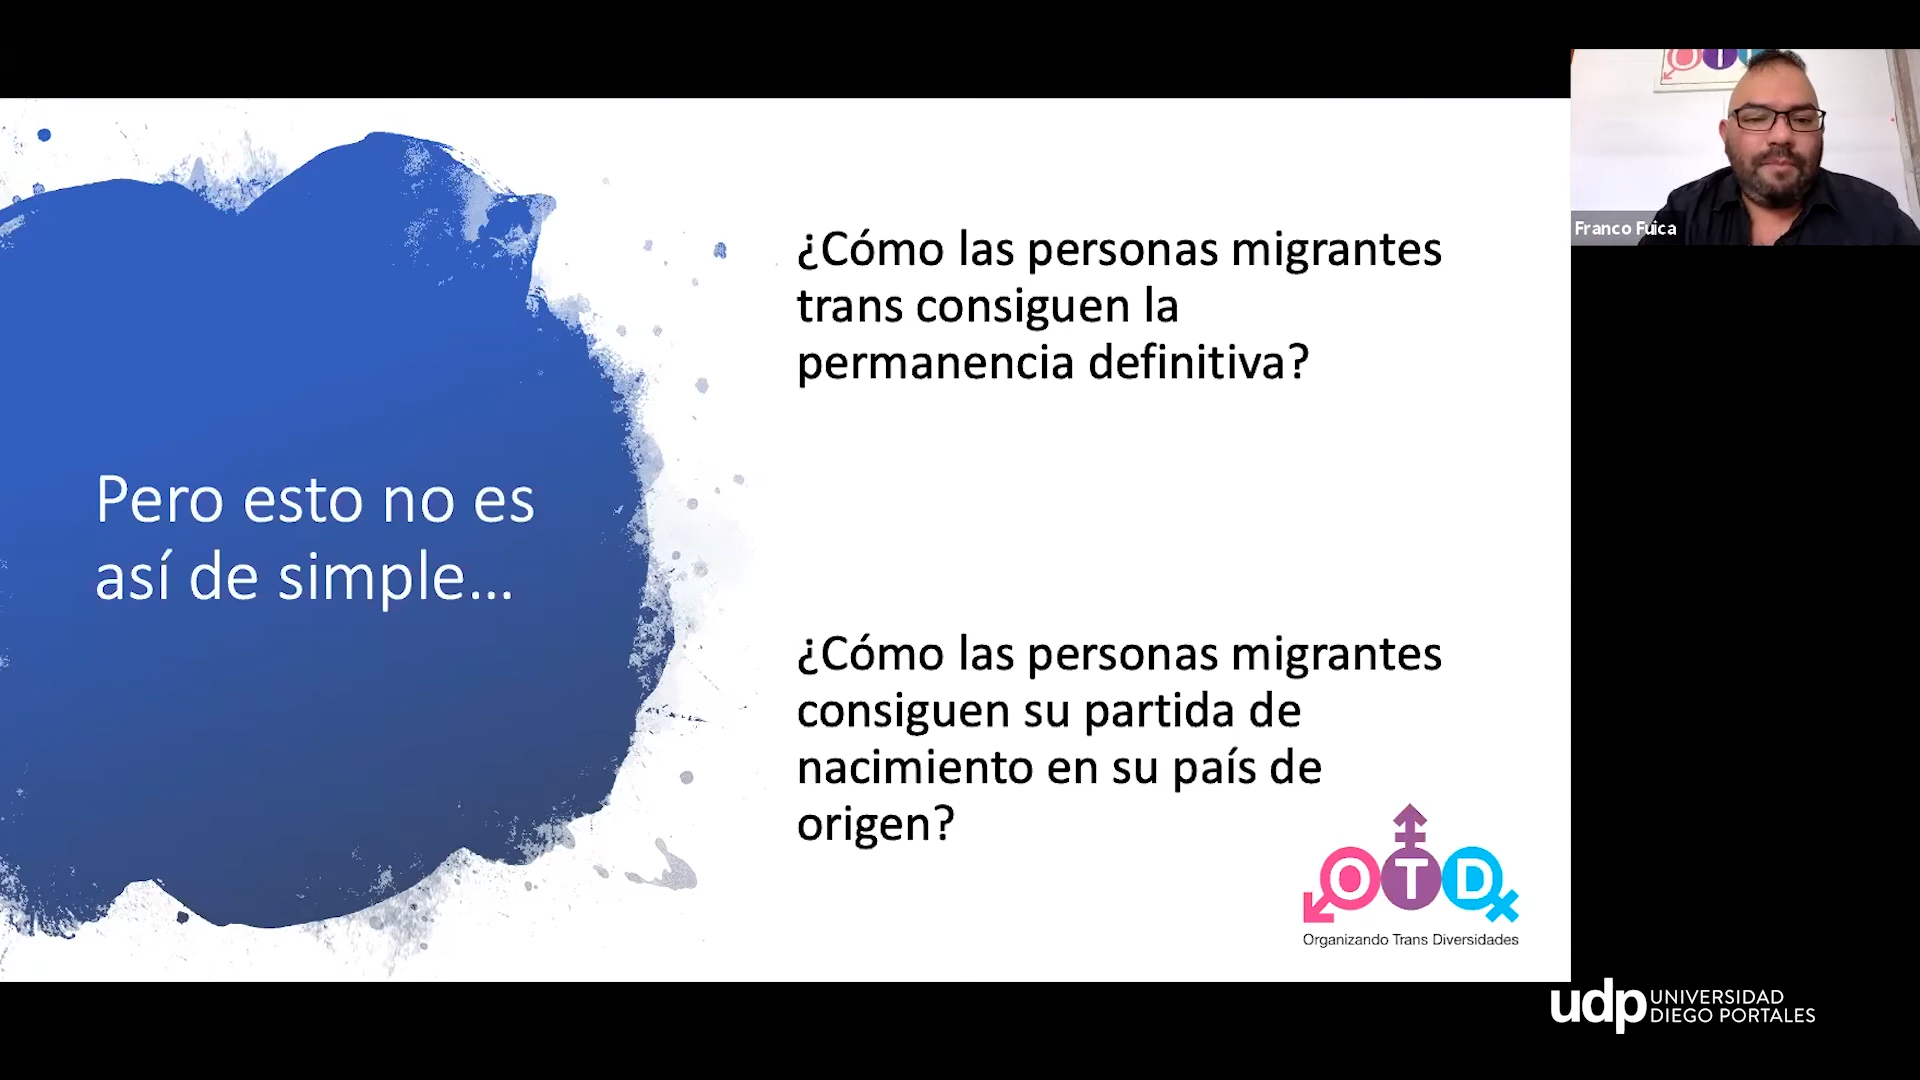 Pero esto no es
así de simple...
¿Cómo las personas migrantes
trans consiguen la
permanencia definitiva?
¿Cómo las personas migrantes
consiguen su partida de
nacimiento en su país de
origen?
OTD
Organizando Trans Diversidades
Franco Fuica
udp UNIVERSIDAD
DIEGO PORTALES